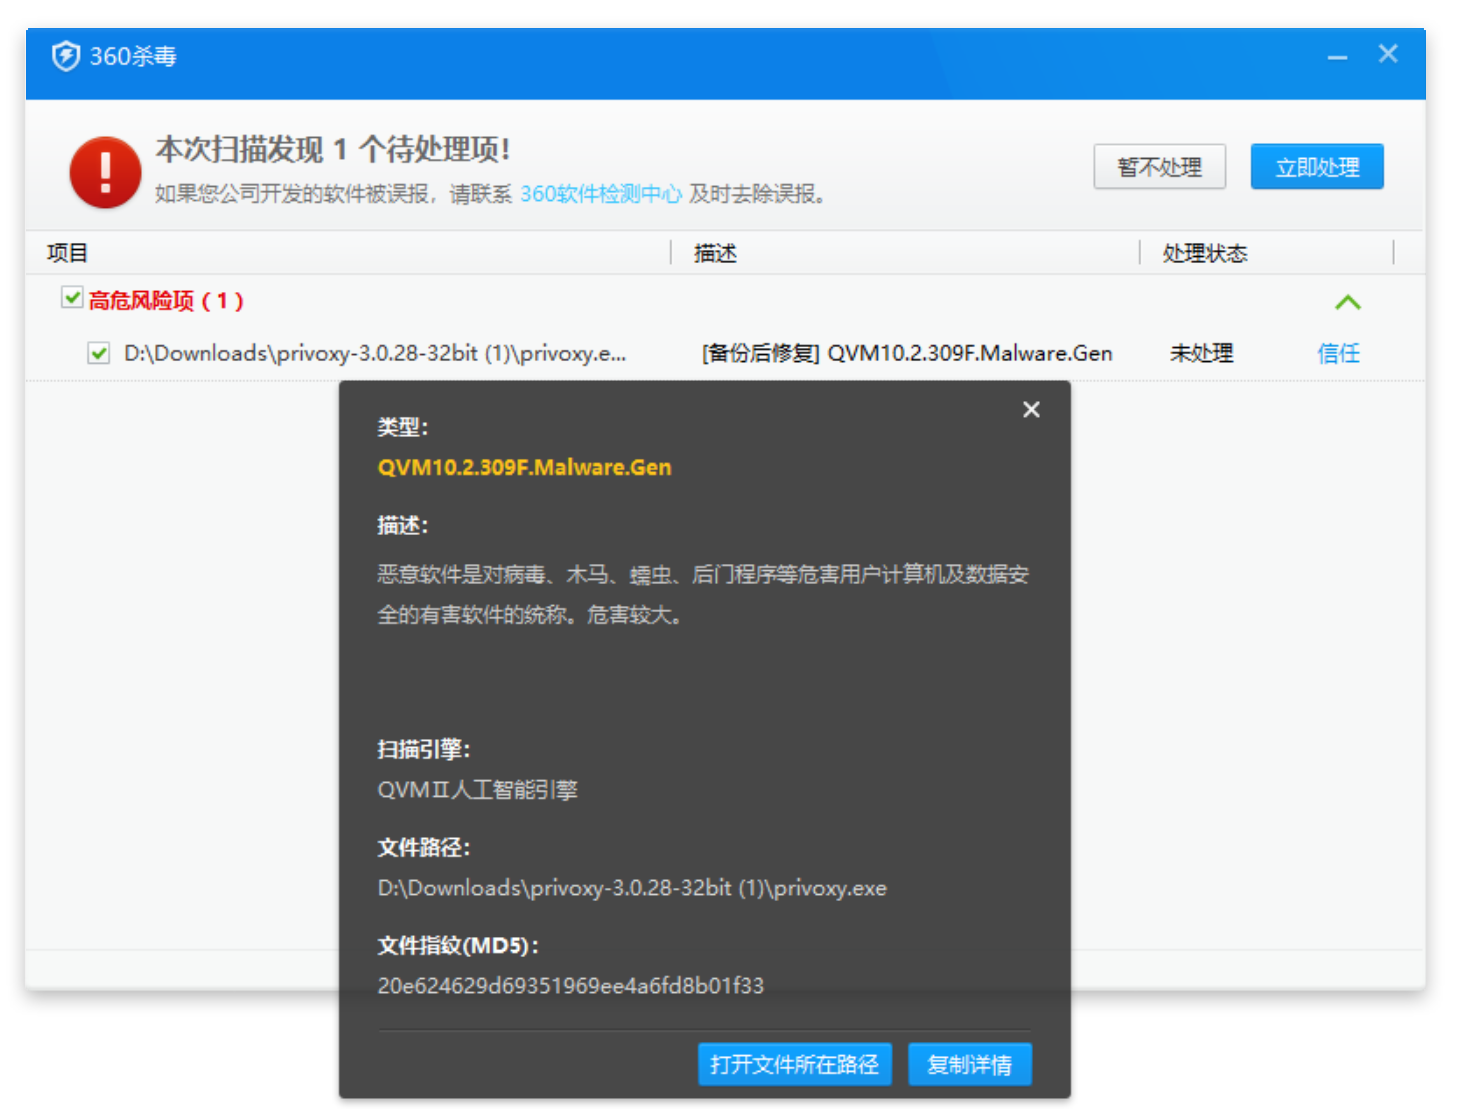 360杀毒
本次扫描发现 1 个待处理项！
暂不处理
立即处理
如果您公司开发的软件被误报，请联系 360软件检测中心 及时去除误报。
项目 描述 处理状态
高危风险项 ( 1 )
D:\Downloads\privoxy-3.0.28-32bit (1)\privoxy.e... [备份后修复] QVM10.2.309F.Malware.Gen 未处理 信任
类型：
QVM10.2.309F.Malware.Gen
描述：
恶意软件是对病毒、木马、蠕虫、后门程序等危害用户计算机及数据安
全的有害软件的统称。危害较大。
扫描引擎：
QVMⅡ人工智能引擎
文件路径：
D:\Downloads\privoxy-3.0.28-32bit (1)\privoxy.exe
文件指纹(MD5)：
20e624629d69351969ee4a6fd8b01f33
打开文件所在路径 复制详情